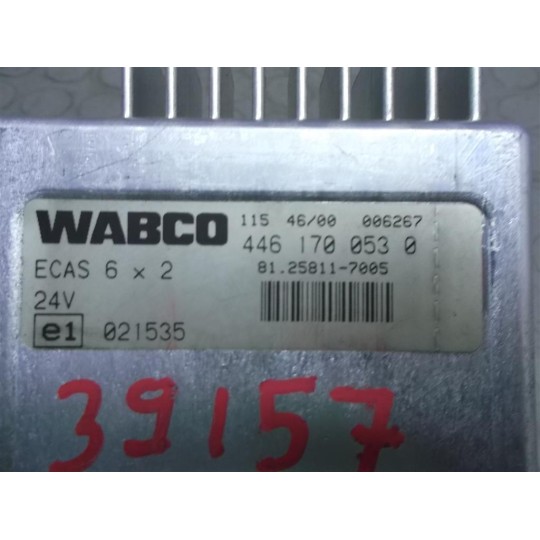 WABCO 115 46/00 006267
446 170 053 0
ECAS 6 x 2 81.25811-7005
24V
e1 021535
39157